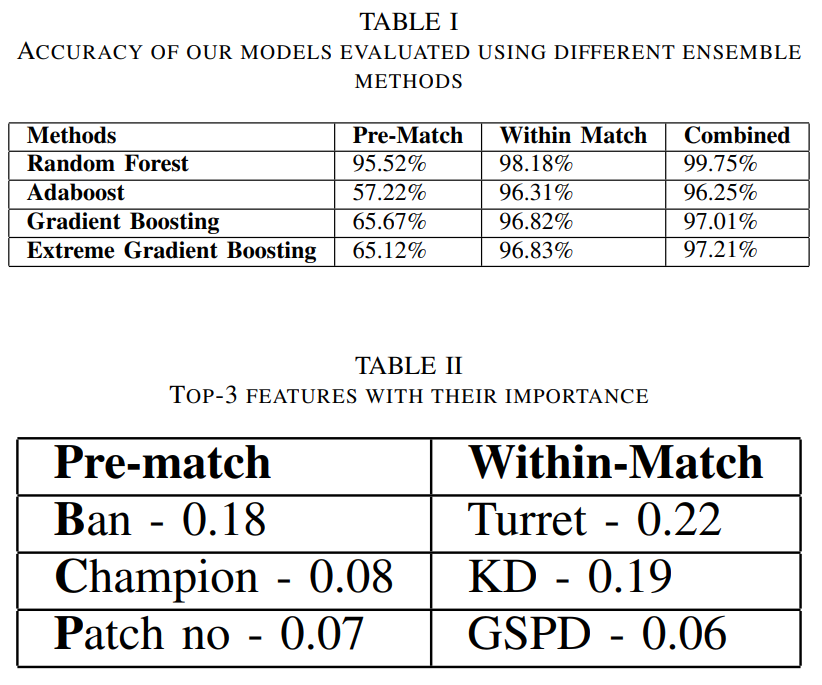 TABLE I
ACCURACY OF OUR MODELS EVALUATED USING DIFFERENT ENSEMBLE
METHODS
Methods Pre-Match Within Match Combined
Random Forest 95.52% 98.18% 99.75%
Adaboost 57.22% 96.31% 96.25%
Gradient Boosting 65.67% 96.82% 97.01%
Extreme Gradient Boosting 65.12% 96.83% 97.21%
TABLE II
TOP-3 FEATURES WITH THEIR IMPORTANCE
Pre-match Within-Match
Ban - 0.18 Turret - 0.22
Champion - 0.08 KD - 0.19
Patch no - 0.07 GSPD - 0.06